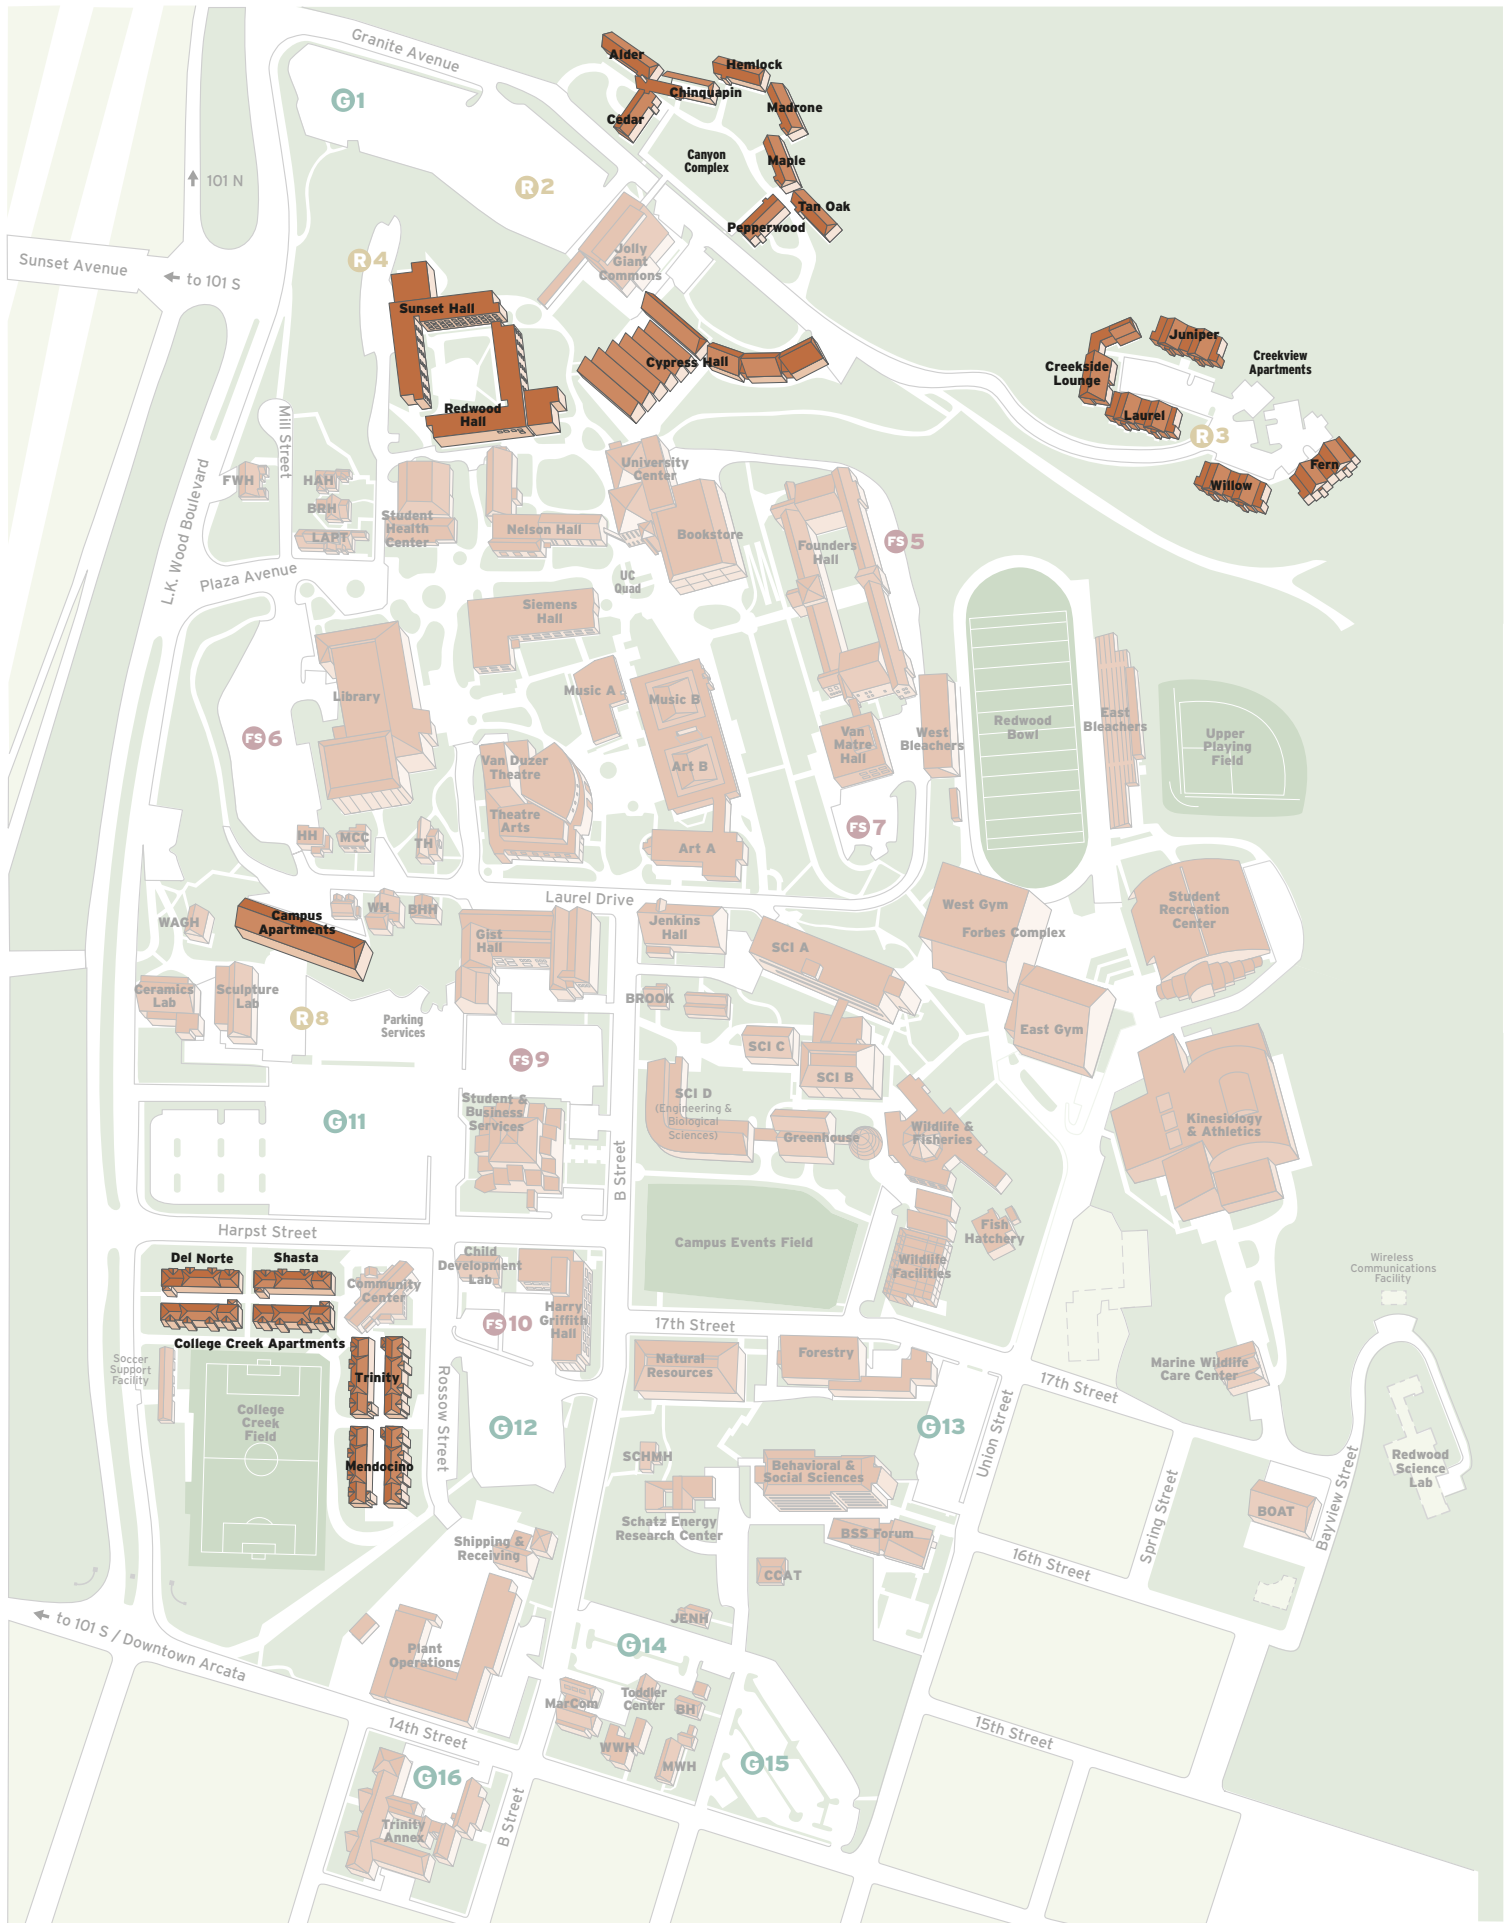 Granite Avenue
G1
Alder
Hemlock
Chinquapin
Madrone
Cedar
Canyon
Complex
Maple
101 N
R2
Tan Oak
Pepperwood
Jolly
Giant
Commons
R4
Sunset Avenue
to 101 S
Sunset Hall
Cypress Hall
Juniper
Creekview
Apartments
Creekside
Lounge
Redwood
Hall
Laurel
R3
Mill Street
University
Center
Fern
Willow
FWH
HAH
BRH
LAPT
L.K. Wood Boulevard
Student
Health
Center
Nelson Hall
Bookstore
Founders
Hall
FS5
UC
Quad
Plaza Avenue
Siemens
Hall
Library
Music A
Music B
Redwood
Bowl
East
Bleachers
West
Bleachers
Van
Matre
Hall
Upper
Playing
Field
FS6
Van Duzer
Theatre
Art B
Theatre
Arts
FS7
HH
MCC
TH
Art A
Laurel Drive
WAGH
Campus
Apartments
WH
BHH
Gist
Hall
Jenkins
Hall
SCI A
West Gym
Forbes Complex
Student
Recreation
Center
Ceramics
Lab
Sculpture
Lab
R8
Parking
Services
BROOK
East Gym
SCI C
FS9
SCI B
SCI D
(Engineering &
Biological
Sciences)
Student &
Business
Services
G11
Greenhouse
Wildlife &
Fisheries
Kinesiology
& Athletics
B Street
Harpst Street
Fish
Hatchery
Campus Events Field
Wildlife
Facilities
Wireless
Communications
Facility
Del Norte
Shasta
Child
Development
Lab
Community
Center
Harry
Griffith
Hall
FS10
College Creek Apartments
17th Street
Soccer
Support
Facility
Trinity
Natural
Resources
Forestry
Marine Wildlife
Care Center
17th Street
College
Creek
Field
Rossow Street
G12
G13
Union Street
Mendocino
SCHMH
Behavioral &
Social Sciences
Redwood
Science
Lab
Bayview Street
Spring Street
BOAT
Schatz Energy
Research Center
BSS Forum
Shipping &
Receiving
CCAT
16th Street
to 101 S / Downtown Arcata
JENH
G14
Plant
Operations
Toddler
Center
MarCom
BH
14th Street
15th Street
WWH
MWH
G15
G16
B Street
Trinity
Annex